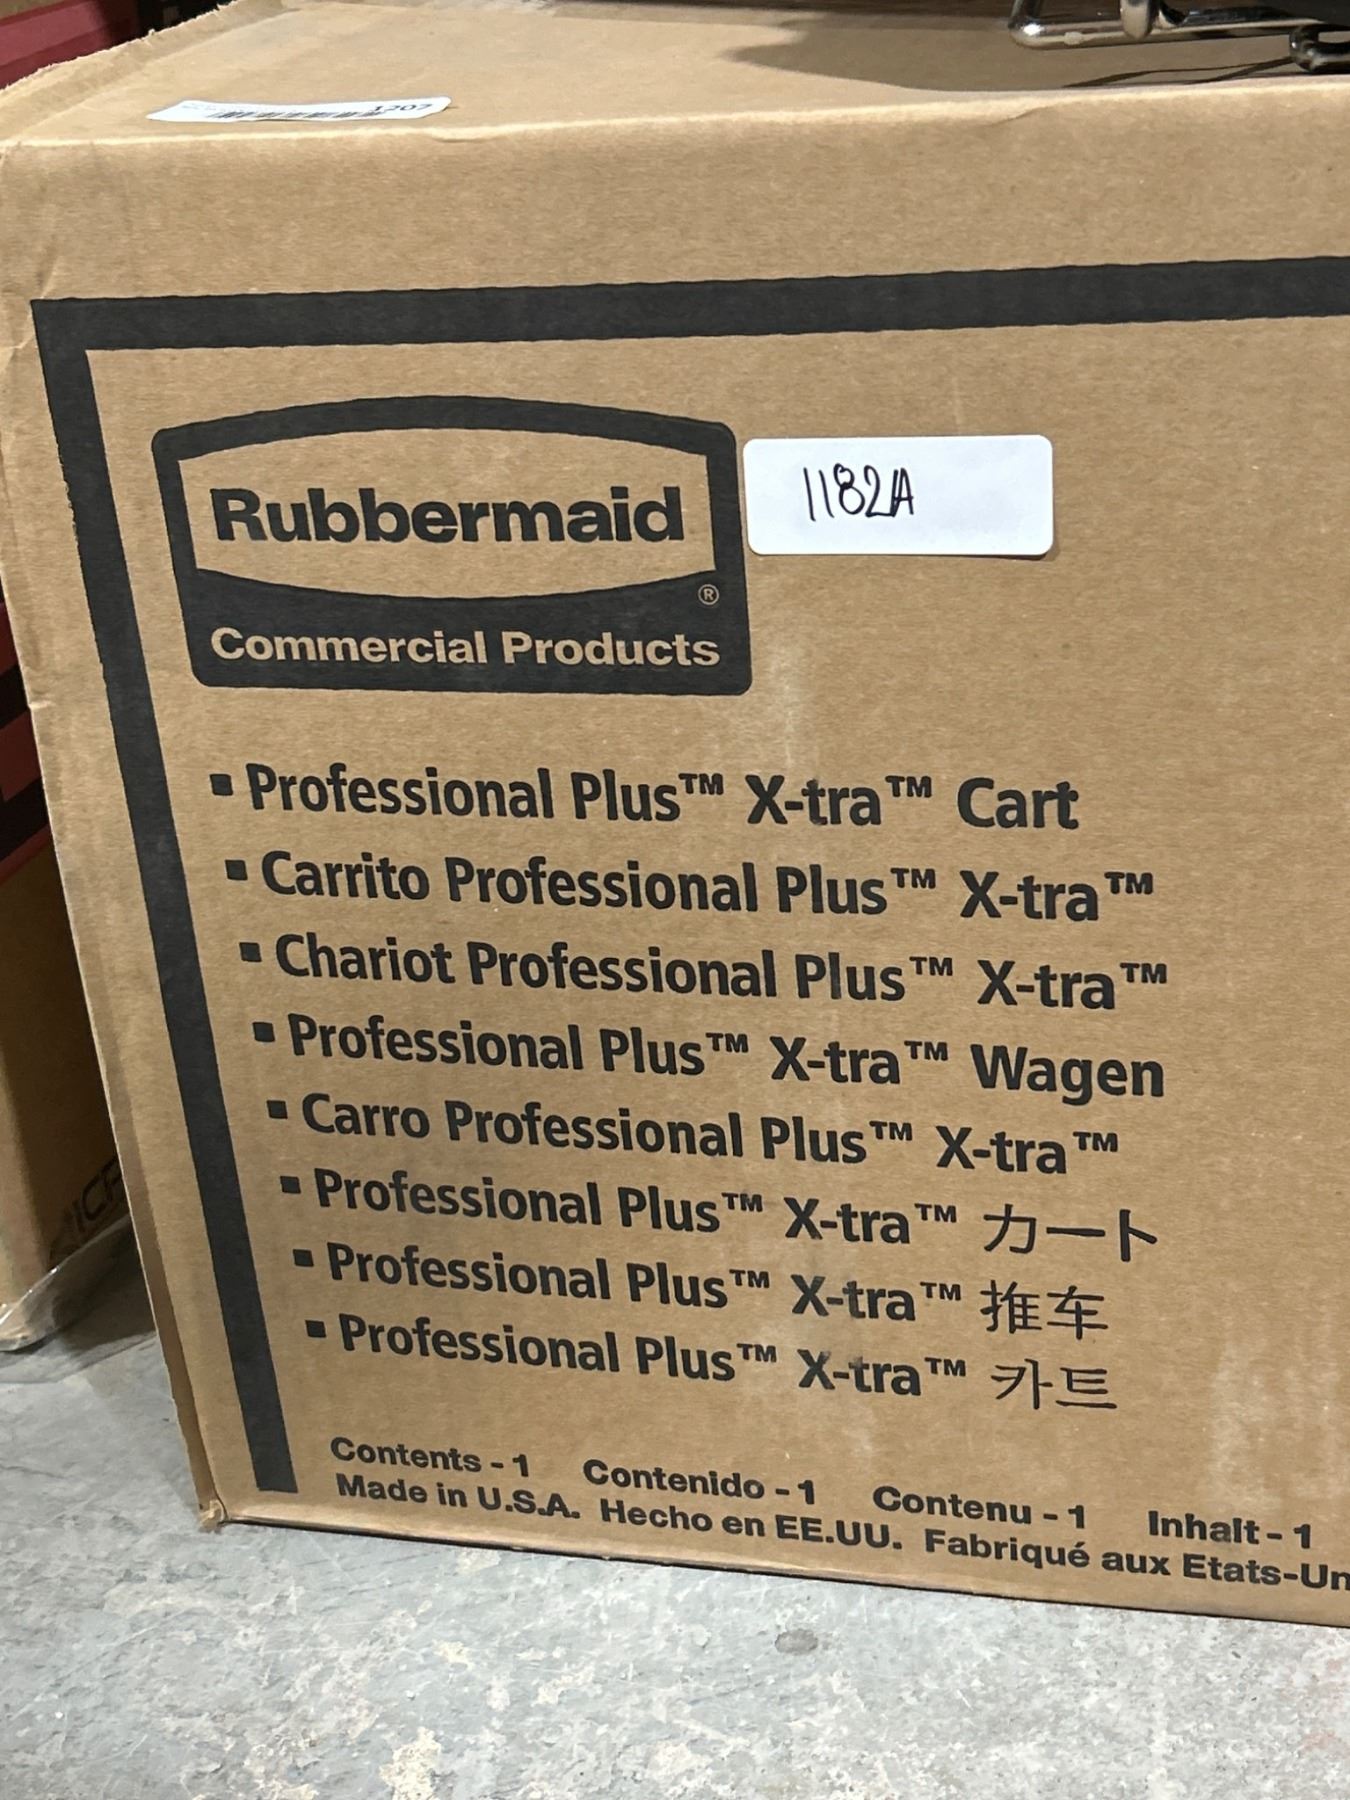 1207
Rubbermaid
®
Commercial Products
1182A
▪ Professional Plus™ X-tra™ Cart
▪ Carrito Professional Plus™ X-tra™
▪ Chariot Professional Plus™ X-tra™
▪ Professional Plus™ X-tra™ Wagen
▪ Carro Professional Plus™ X-tra™
▪ Professional Plus™ X-tra™ カート
▪ Professional Plus™ X-tra™ 推车
▪ Professional Plus™ X-tra™ 카트
Contents - 1 Contenido - 1 Contenu - 1 Inhalt - 1
Made in U.S.A. Hecho en EE.UU. Fabriqué aux Etats-Un